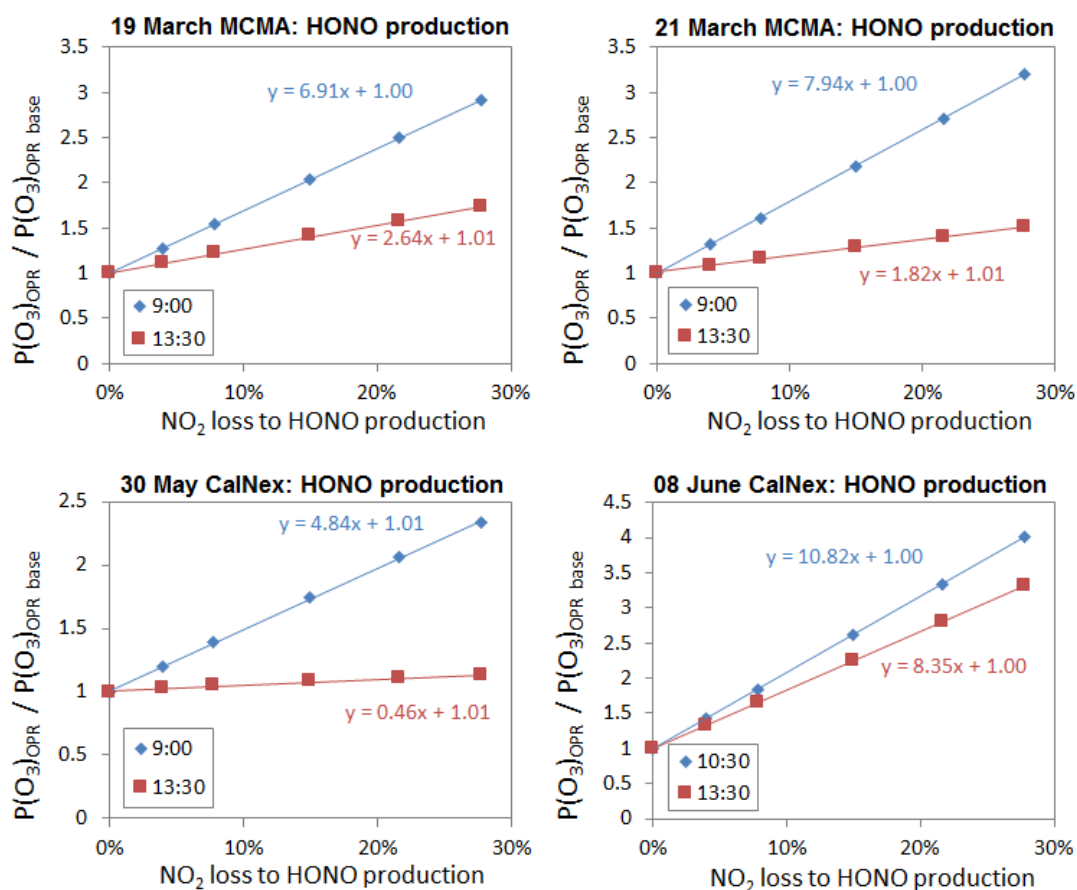 19 March MCMA: HONO production
P(O3)OPR / P(O3)OPR base
3.5
3
2.5
2
1.5
1
0.5
0
y = 6.91x + 1.00
y = 2.64x + 1.01
9:00
13:30
0% 10% 20% 30%
NO2 loss to HONO production
21 March MCMA: HONO production
P(O3)OPR / P(O3)OPR base
3.5
3
2.5
2
1.5
1
0.5
0
y = 7.94x + 1.00
y = 1.82x + 1.01
9:00
13:30
0% 10% 20% 30%
NO2 loss to HONO production
30 May CalNex: HONO production
P(O3)OPR / P(O3)OPR base
2.5
2
1.5
1
0.5
0
y = 4.84x + 1.01
y = 0.46x + 1.01
9:00
13:30
0% 10% 20% 30%
NO2 loss to HONO production
08 June CalNex: HONO production
P(O3)OPR / P(O3)OPR base
4.5
4
3.5
3
2.5
2
1.5
1
0.5
0
y = 10.82x + 1.00
y = 8.35x + 1.00
10:30
13:30
0% 10% 20% 30%
NO2 loss to HONO production